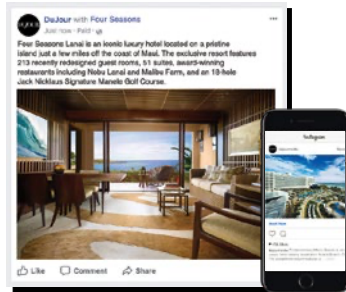 DuJour with Four Seasons
Just now · Paid ·
Four Seasons Lanai is an iconic luxury hotel located on a pristine
island just a few miles off the coast of Maui. The exclusive resort features
213 recently redesigned guest rooms, 51 suites, award-winning
restaurants including Nobu Lanai and Malibu Farm, and an 18-hole
Jack Nicklaus Signature Manele Golf Course.
Like Comment Share
Instagram